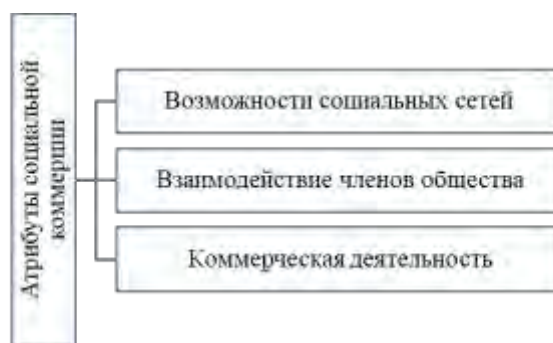 Атрибуты социальной
коммерции
Возможности социальных сетей
Взаимодействие членов общества
Коммерческая деятельность